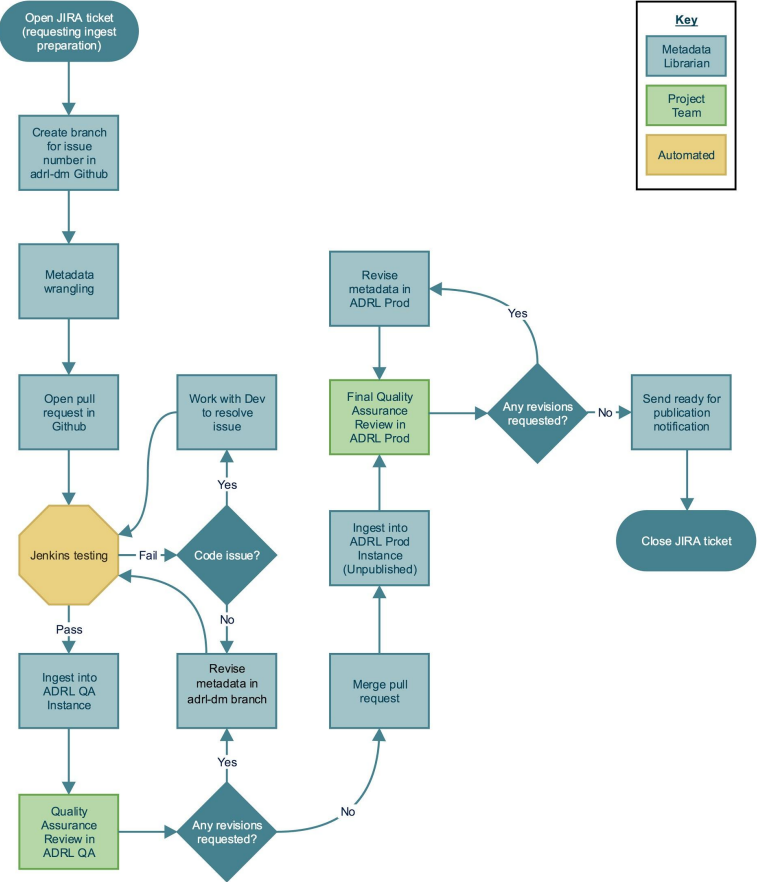 Open JIRA ticket
(requesting ingest
preparation)
Key
Metadata
Librarian
Project
Team
Automated
Create branch
for issue
number in
adrl-dm Github
Metadata
wrangling
Open pull
request in
Github
Work with Dev
to resolve
issue
Yes
Jenkins testing
Fail
Code issue?
No
Pass
Ingest into
ADRL QA
Instance
Revise
metadata in
adrl-dm branch
Yes
Quality
Assurance
Review in
ADRL QA
Any revisions
requested?
No
Merge pull
request
Ingest into
ADRL Prod
Instance
(Unpublished)
Final Quality
Assurance
Review in
ADRL Prod
Revise
metadata in
ADRL Prod
Yes
Any revisions
requested?
No
Send ready for
publication
notification
Close JIRA ticket